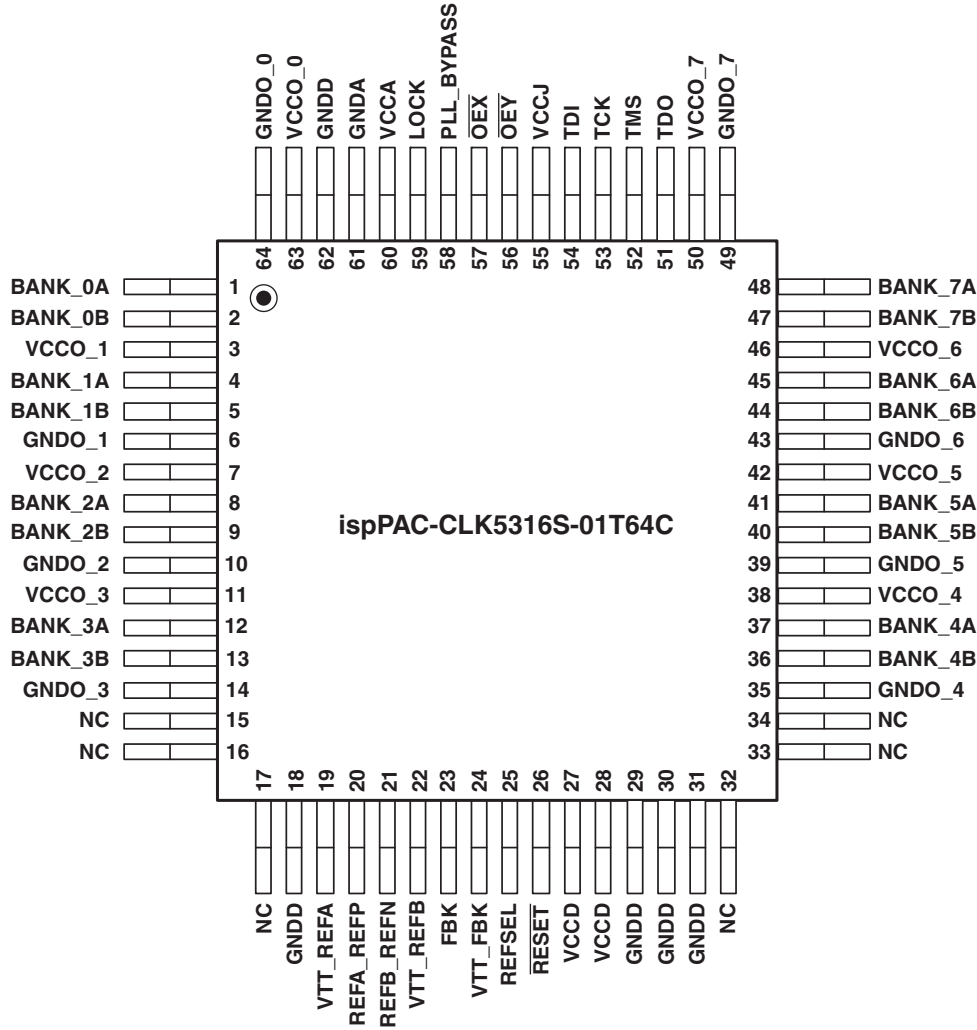 GNDO_0
VCCO_0
GNDD
GNDA
VCCA
LOCK
PLL_BYPASS
OEX
OEY
VCCJ
TDI
TCK
TMS
TDO
VCCO_7
GNDO_7
64
63
62
61
60
59
58
57
56
55
54
53
52
51
50
49
BANK_0A 1
BANK_0B 2
VCCO_1 3
BANK_1A 4
BANK_1B 5
GNDO_1 6
VCCO_2 7
BANK_2A 8
BANK_2B 9
GNDO_2 10
VCCO_3 11
BANK_3A 12
BANK_3B 13
GNDO_3 14
NC 15
NC 16
ispPAC-CLK5316S-01T64C
48 BANK_7A
47 BANK_7B
46 VCCO_6
45 BANK_6A
44 BANK_6B
43 GNDO_6
42 VCCO_5
41 BANK_5A
40 BANK_5B
39 GNDO_5
38 VCCO_4
37 BANK_4A
36 BANK_4B
35 GNDO_4
34 NC
33 NC
17
18
19
20
21
22
23
24
25
26
27
28
29
30
31
32
NC
GNDD
VTT_REFA
REFA_REFP
REFB_REFN
VTT_REFB
FBK
VTT_FBK
REFSEL
RESET
VCCD
VCCD
GNDD
GNDD
GNDD
NC